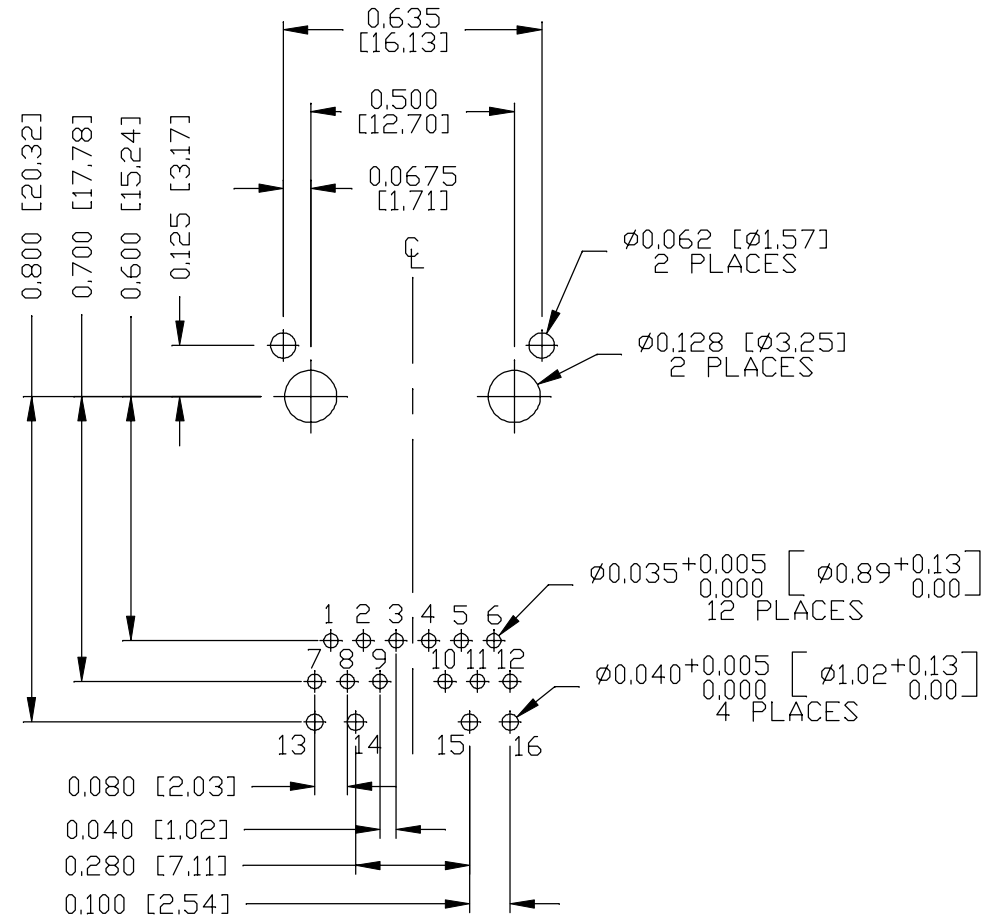 0,635
[16,13]
0,500
[12,70]
0,0675
[1,71]
0,800 [20,32]
0,700 [17,78]
0,600 [15,24]
0,125 [3,17]
CL
Ø0,062 [Ø1,57]
2 PLACES
Ø0,128 [Ø3,25]
2 PLACES
Ø0,035 +0,005 0,000 [ Ø0,89 +0,13 0,00 ]
12 PLACES
1 2 3 4 5 6
7 8 9 10 11 12
Ø0,040 +0,005 0,000 [ Ø1,02 +0,13 0,00 ]
4 PLACES
13 14 15 16
0,080 [2,03]
0,040 [1,02]
0,280 [7,11]
0,100 [2,54]